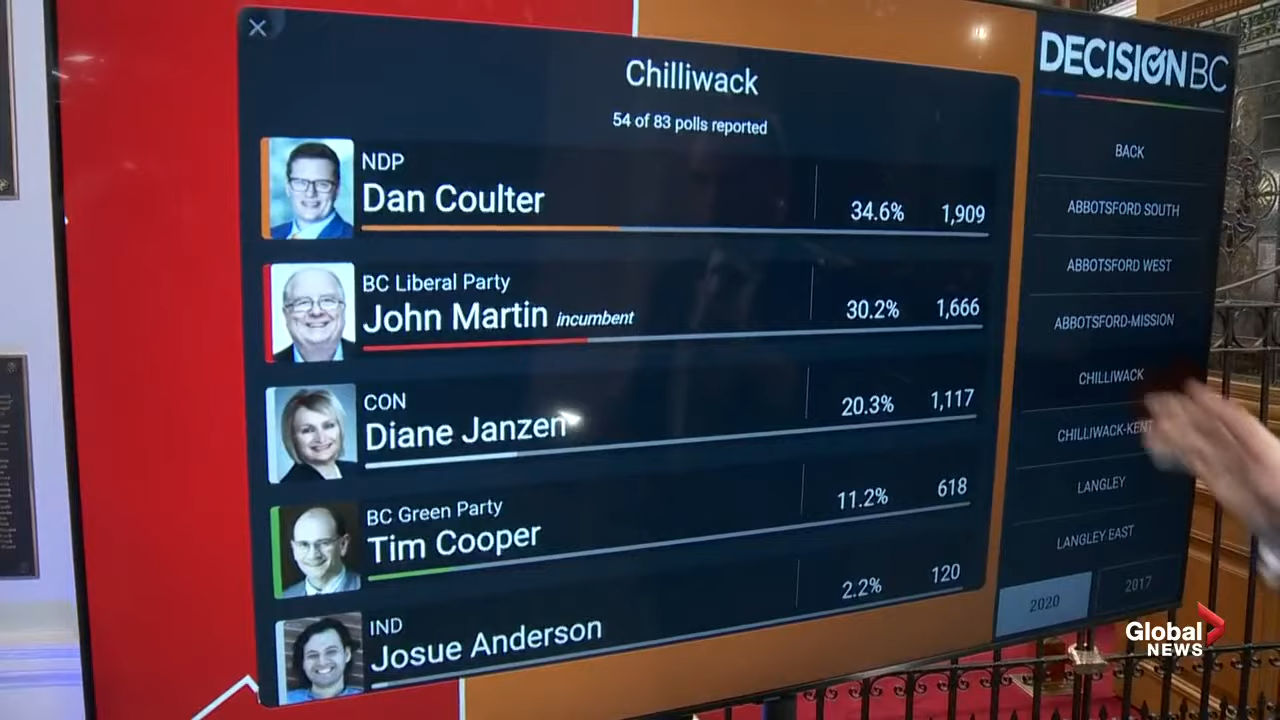 Chilliwack
54 of 83 polls reported
NDP
Dan Coulter
34.6% 1,909
BC Liberal Party
John Martin incumbent
30.2% 1,666
CON
Diane Janzen
20.3% 1,117
BC Green Party
Tim Cooper
11.2% 618
IND
Josue Anderson
2.2% 120
DECISION BC
BACK
ABBOTSFORD SOUTH
ABBOTSFORD WEST
ABBOTSFORD-MISSION
CHILLIWACK
CHILLIWACK-KENT
LANGLEY
LANGLEY EAST
2020 2017
Global
NEWS